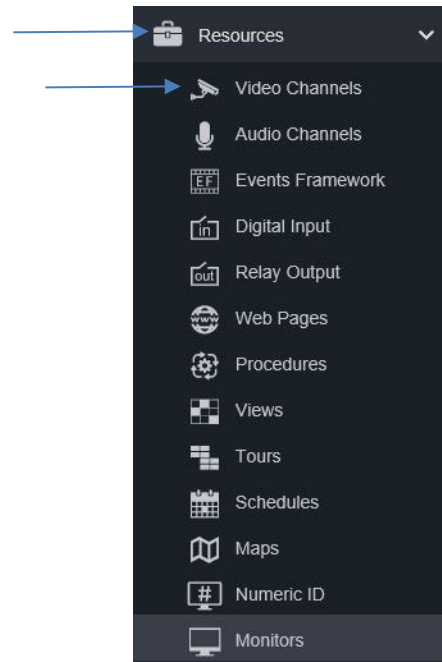 Resources
Video Channels
Audio Channels
EF Events Framework
in Digital Input
out Relay Output
www Web Pages
Procedures
Views
Tours
Schedules
Maps
# Numeric ID
Monitors